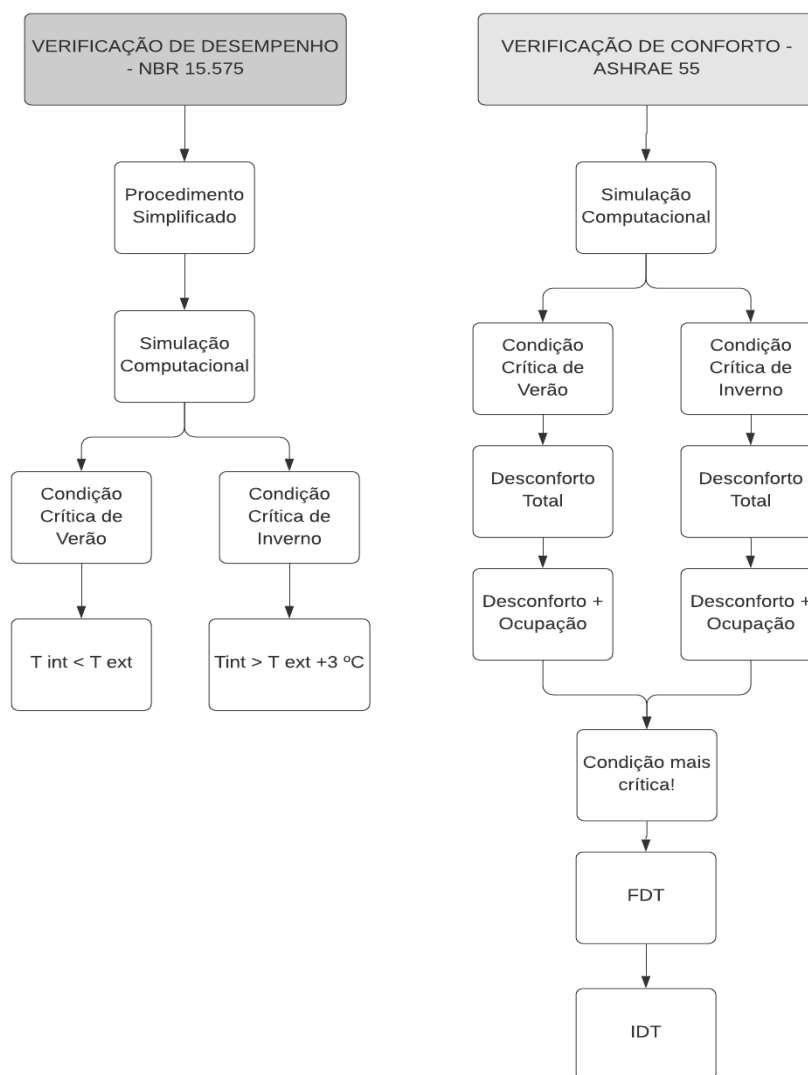 VERIFICAÇÃO DE DESEMPENHO
- NBR 15.575
Procedimento
Simplificado
Simulação
Computacional
Condição
Crítica de
Verão
Condição
Crítica de
Inverno
T int < T ext
Tint > T ext +3 ºC
VERIFICAÇÃO DE CONFORTO -
ASHRAE 55
Simulação
Computacional
Condição
Crítica de
Verão
Condição
Crítica de
Inverno
Desconforto
Total
Desconforto
Total
Desconforto +
Ocupação
Desconforto +
Ocupação
Condição mais
crítica!
FDT
IDT